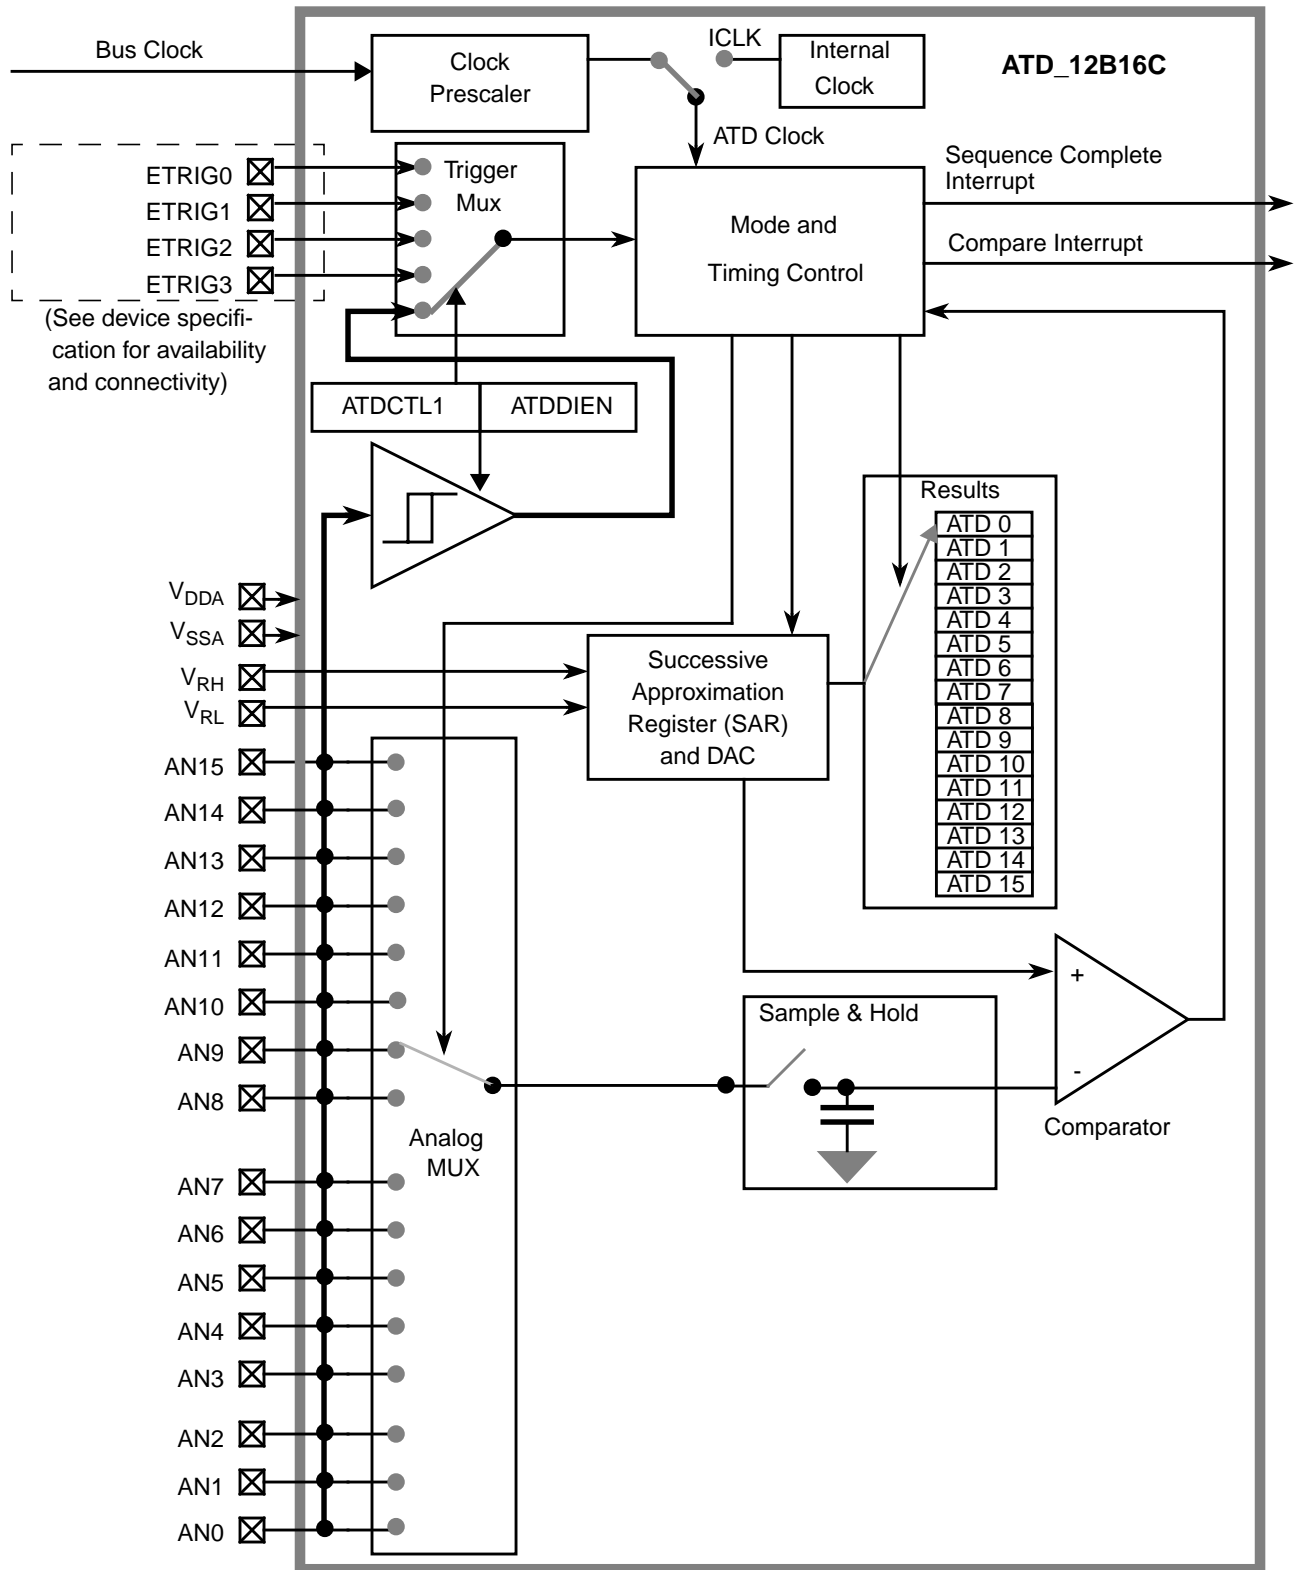 Bus Clock
Clock
Prescaler
ICLK
Internal
Clock
ATD_12B16C
ATD Clock
ETRIG0
ETRIG1
ETRIG2
ETRIG3
(See device specifi-
cation for availability
and connectivity)
Trigger
Mux
Mode and
Timing Control
Sequence Complete
Interrupt
Compare Interrupt
ATDCTL1
ATDDIEN
Results
ATD 0
ATD 1
ATD 2
ATD 3
ATD 4
ATD 5
ATD 6
ATD 7
ATD 8
ATD 9
ATD 10
ATD 11
ATD 12
ATD 13
ATD 14
ATD 15
VDDA
VSSA
VRH
VRL
Successive
Approximation
Register (SAR)
and DAC
AN15
AN14
AN13
AN12
AN11
AN10
AN9
AN8
AN7
AN6
AN5
AN4
AN3
AN2
AN1
AN0
Analog
MUX
Sample & Hold
+
-
Comparator